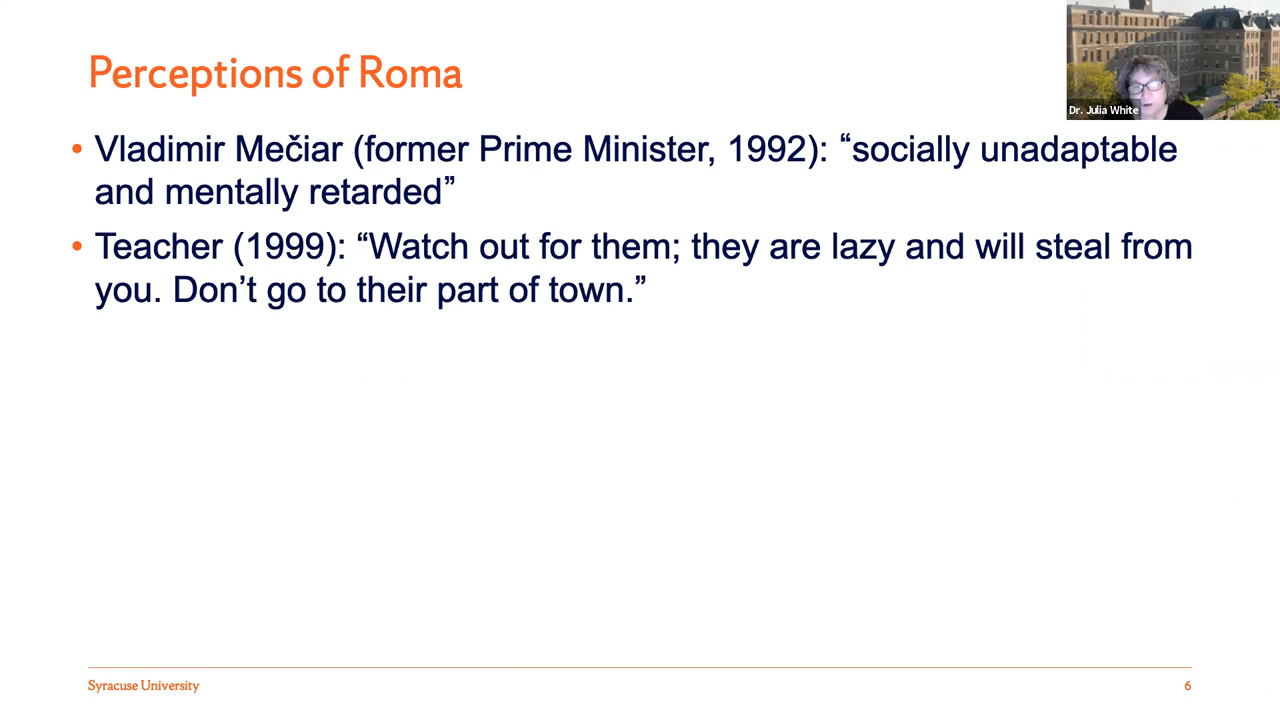 Perceptions of Roma
Dr. Julia White
• Vladimir Mečiar (former Prime Minister, 1992): “socially unadaptable
and mentally retarded”
• Teacher (1999): “Watch out for them; they are lazy and will steal from
you. Don’t go to their part of town.”
Syracuse University
6